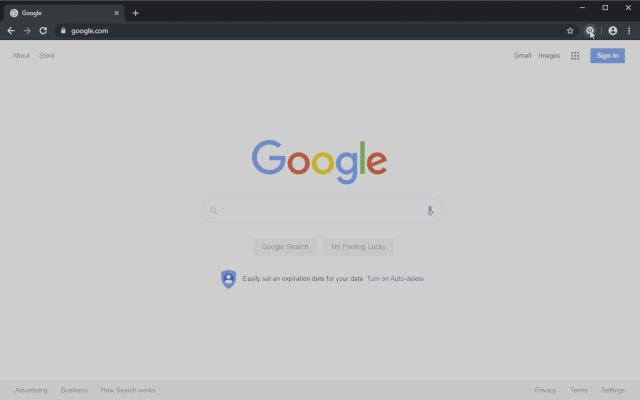 Google
google.com
About Store Gmail Images Sign in
Google
Google Search I'm Feeling Lucky
Easily set an expiration date for your data Turn on Auto-delete
Advertising Business How Search works Privacy Terms Settings